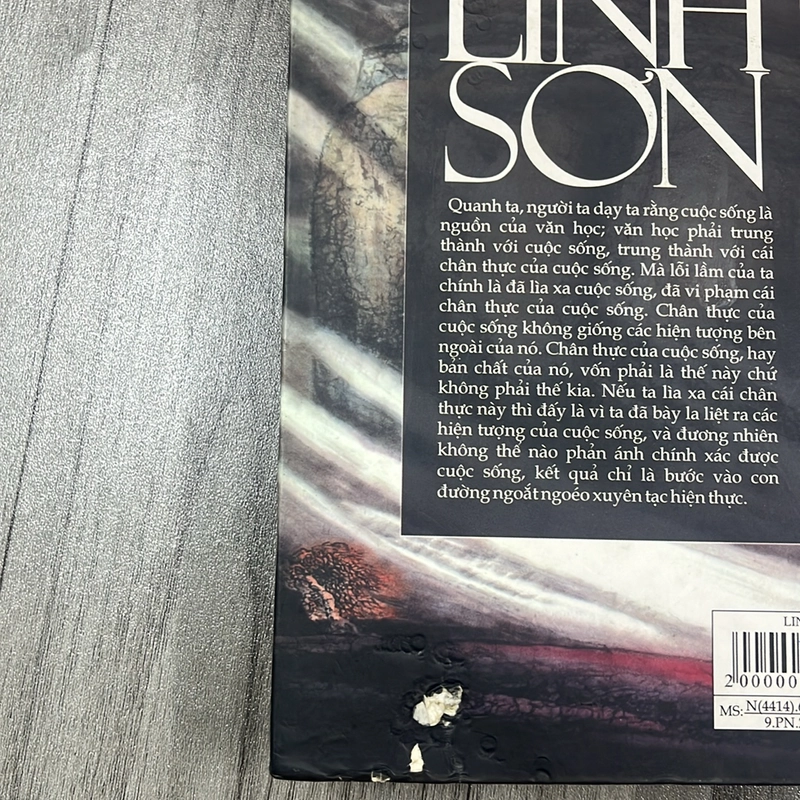 LINH
SƠN
Quanh ta, người ta dạy ta rằng cuộc sống là
nguồn của văn học; văn học phải trung
thành với cuộc sống, trung thành với cái
chân thực của cuộc sống. Mà lỗi lầm của ta
chính là đã lìa xa cuộc sống, đã vi phạm cái
chân thực của cuộc sống. Chân thực của
cuộc sống không giống các hiện tượng bên
ngoài của nó. Chân thực của cuộc sống, hay
bản chất của nó, vốn phải là thế này chứ
không phải thế kia. Nếu ta lìa xa cái chân
thực này thì đấy là vì ta đã bày la liệt ra các
hiện tượng của cuộc sống, và đương nhiên
không thể nào phản ánh chính xác được
cuộc sống, kết quả chỉ là bước vào con
đường ngoắt ngoéo xuyên tạc hiện thực.
LIN
2 00000
MS: N(4414).
9.PN.